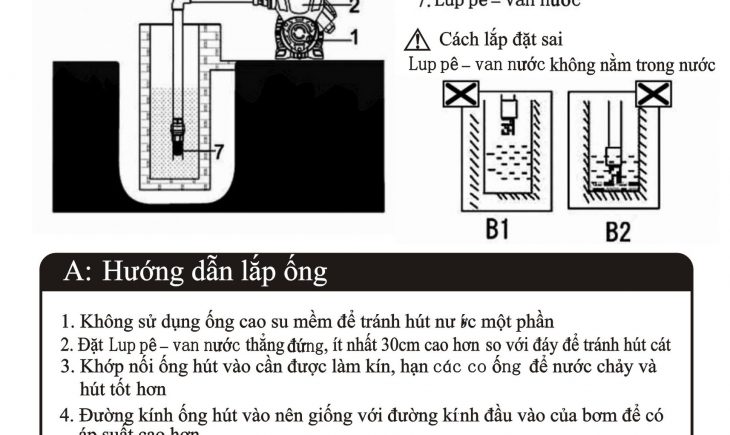 2
1
7. Lup pê – van nước
⚠ Cách lắp đặt sai
Lup pê – van nước không nằm trong nước
7
B1
B2
A: Hướng dẫn lắp ống
1. Không sử dụng ống cao su mềm để tránh hút nước một phần
2. Đặt Lup pê – van nước thẳng đứng, ít nhất 30cm cao hơn so với đáy để tránh hút cát
3. Khớp nối ống hút vào cần được làm kín, hạn các co ống để nước chảy và
hút tốt hơn
4. Đường kính ống hút vào nên giống với đường kính đầu vào của bơm để có
áp suất cao hơn